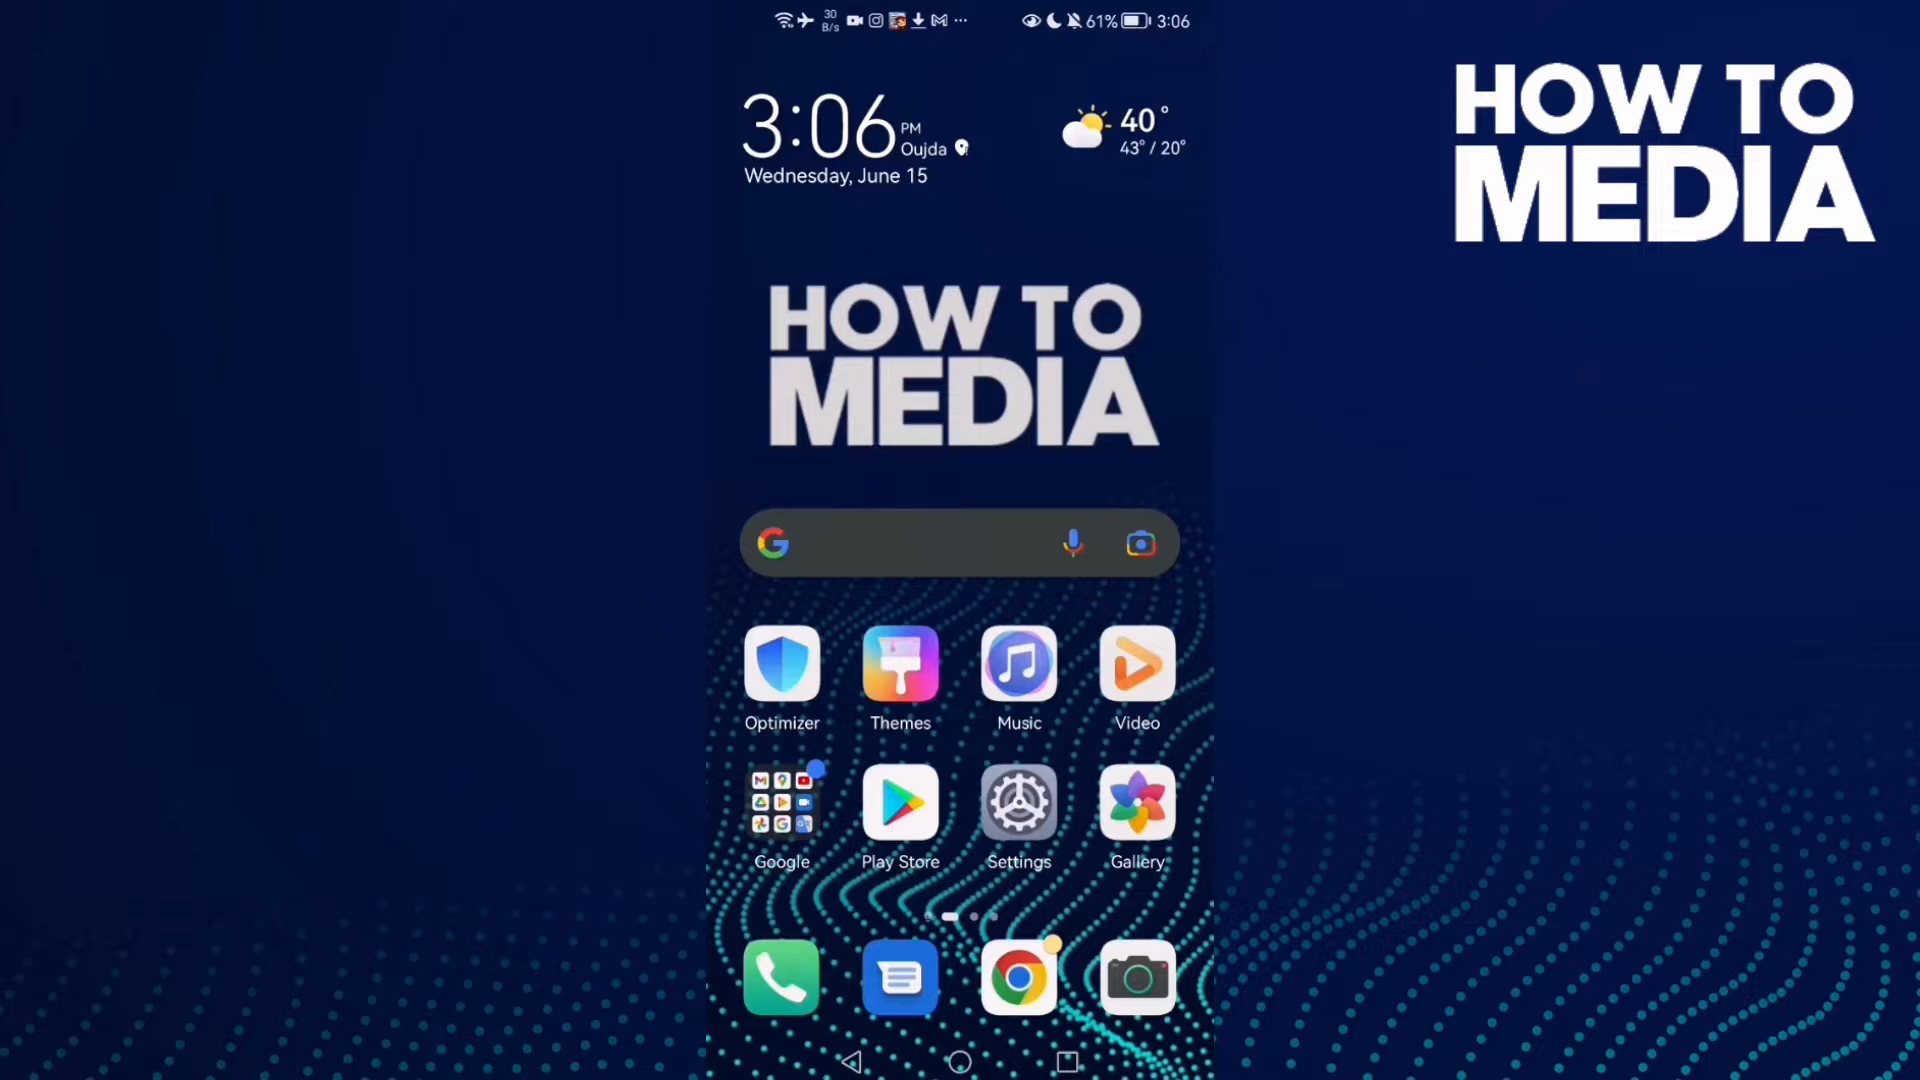 30
B/s
61%
3:06
HOW TO
MEDIA
3:06 PM
Oujda
Wednesday, June 15
40°
43° / 20°
HOW TO
MEDIA
Optimizer
Themes
Music
Video
Google
Play Store
Settings
Gallery